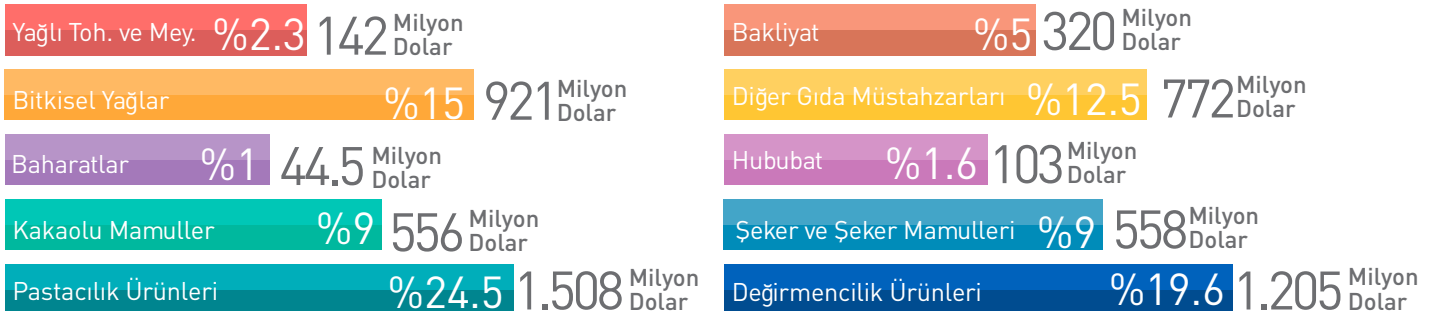 Yağlı Toh. ve Mey. %2.3 142 Milyon Dolar
Bitkisel Yağlar %15 921 Milyon Dolar
Baharatlar %1 44.5 Milyon Dolar
Kakaolu Mamuller %9 556 Milyon Dolar
Pastacılık Ürünleri %24.5 1.508 Milyon Dolar
Bakliyat %5 320 Milyon Dolar
Diğer Gıda Müstahzarları %12.5 772 Milyon Dolar
Hububat %1.6 103 Milyon Dolar
Şeker ve Şeker Mamulleri %9 558 Milyon Dolar
Değirmencilik Ürünleri %19.6 1.205 Milyon Dolar